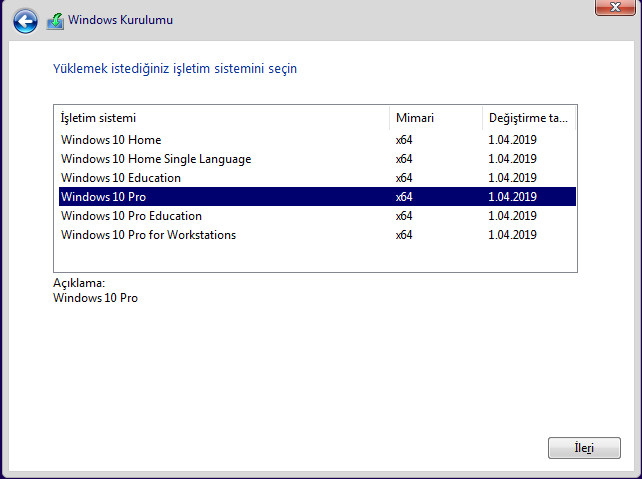 Windows Kurulumu
Yüklemek istediğiniz işletim sistemini seçin
İşletim sistemi Mimari Değiştirme ta...
Windows 10 Home x64 1.04.2019
Windows 10 Home Single Language x64 1.04.2019
Windows 10 Education x64 1.04.2019
Windows 10 Pro x64 1.04.2019
Windows 10 Pro Education x64 1.04.2019
Windows 10 Pro for Workstations x64 1.04.2019
Açıklama:
Windows 10 Pro
İleri